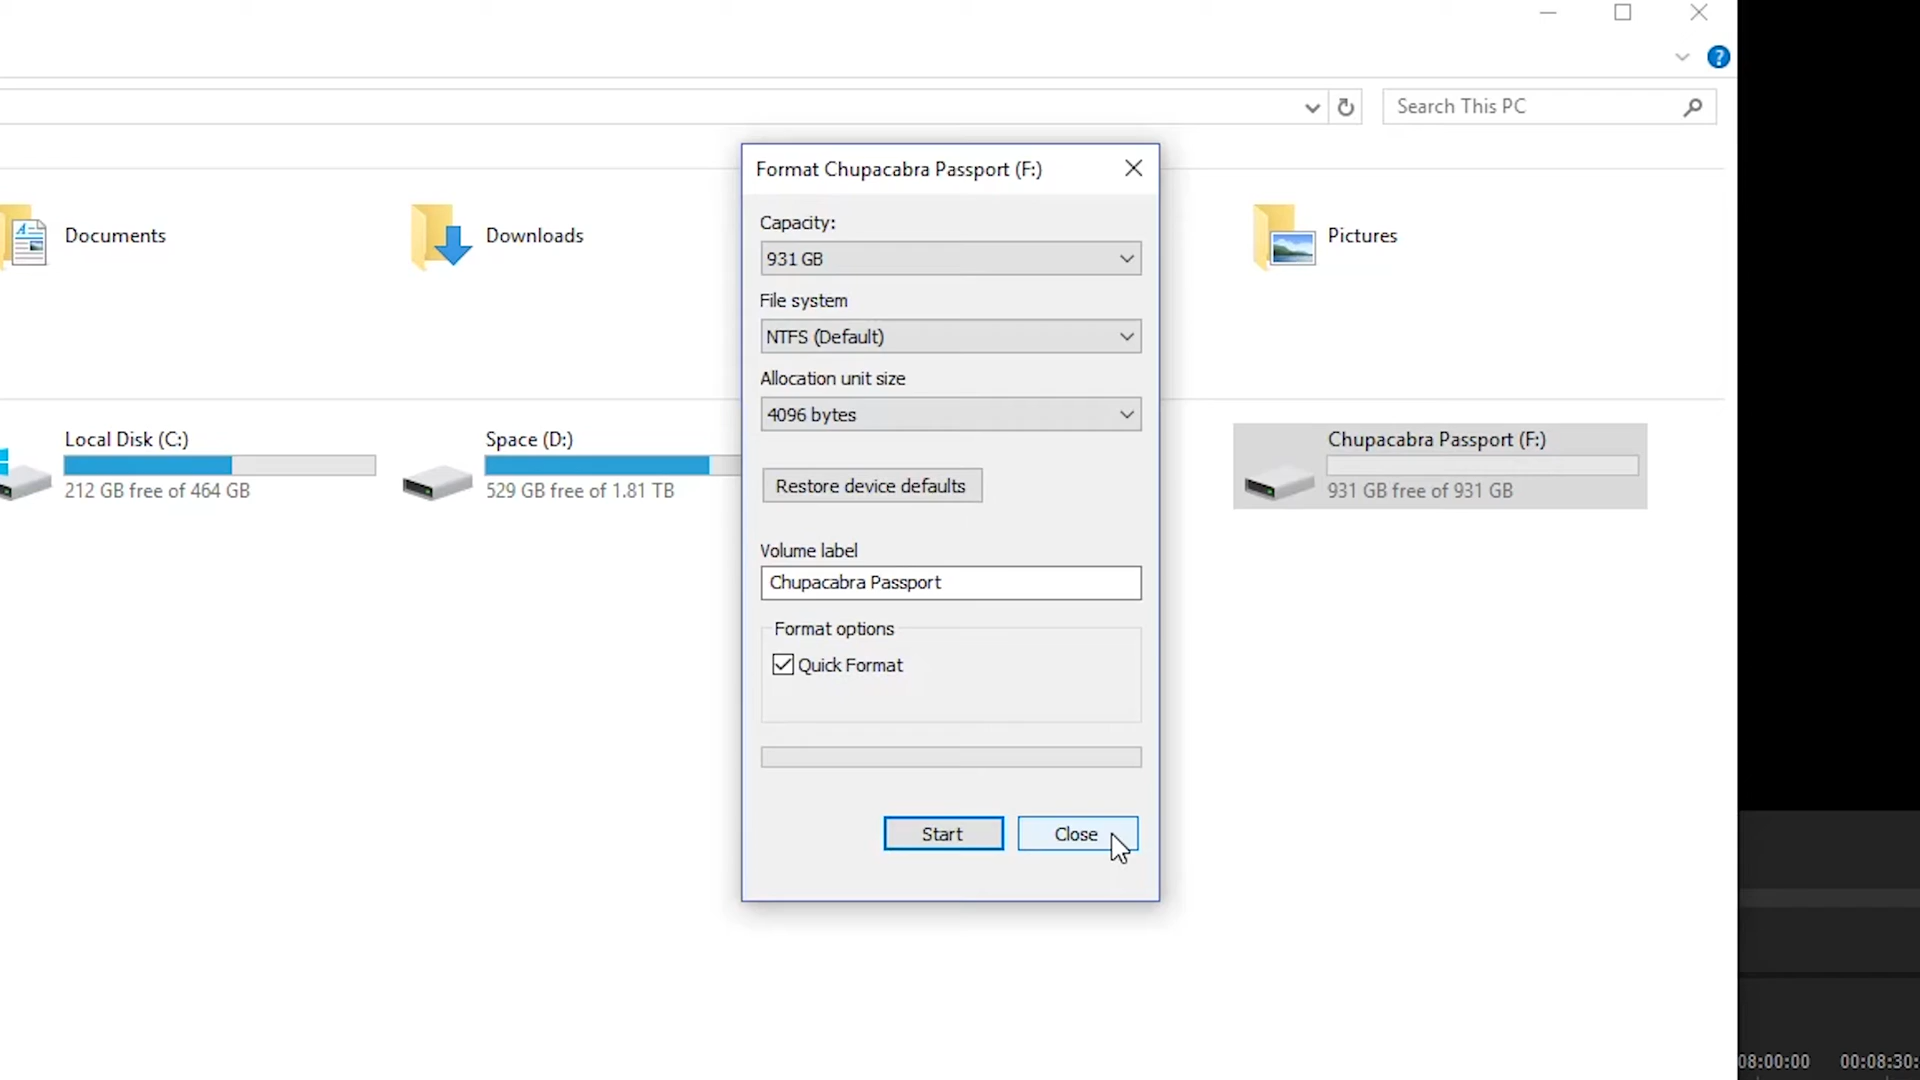 Search This PC
Format Chupacabra Passport (F:)
Capacity:
931 GB
File system
NTFS (Default)
Allocation unit size
4096 bytes
Restore device defaults
Volume label
Chupacabra Passport
Format options
Quick Format
Start
Close
Documents
Downloads
Pictures
Local Disk (C:)
212 GB free of 464 GB
Space (D:)
529 GB free of 1.81 TB
Chupacabra Passport (F:)
931 GB free of 931 GB
08:00:00
00:08:30: